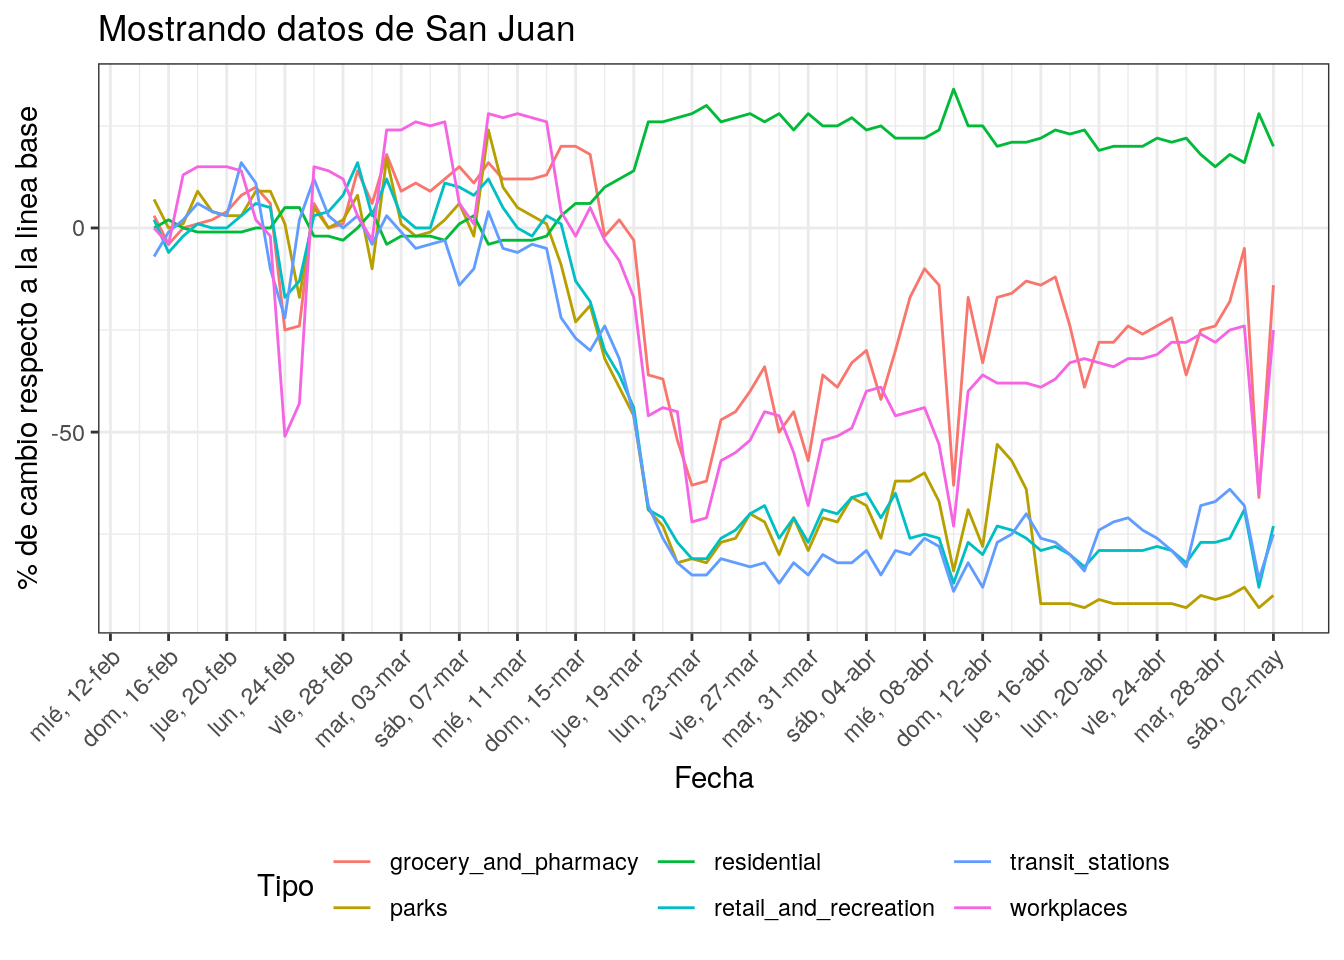 Mostrando datos de San Juan
% de cambio respecto a la linea base
0
-50
mié, 12-feb
dom, 16-feb
jue, 20-feb
lun, 24-feb
vie, 28-feb
mar, 03-mar
sáb, 07-mar
mié, 11-mar
dom, 15-mar
jue, 19-mar
lun, 23-mar
vie, 27-mar
mar, 31-mar
sáb, 04-abr
mié, 08-abr
dom, 12-abr
jue, 16-abr
lun, 20-abr
vie, 24-abr
mar, 28-abr
sáb, 02-may
Fecha
Tipo
grocery_and_pharmacy
residential
transit_stations
parks
retail_and_recreation
workplaces